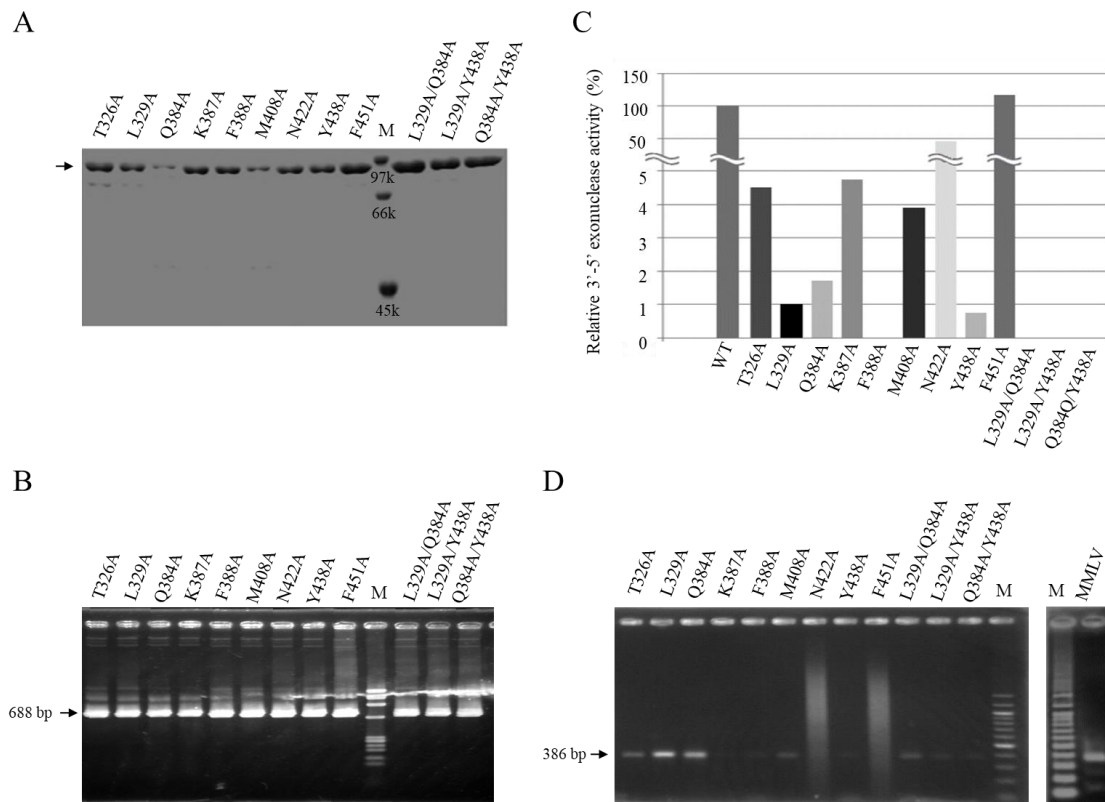 A
T326A
L329A
Q384A
K387A
F388A
M408A
N422A
Y438A
F451A
M
L329A/Q384A
L329A/Y438A
Q384A/Y438A
97k
66k
45k
C
Relative 3’-5’ exonuclease activity (%)
150
100
50
5
4
3
2
1
0
WT
T326A
L329A
Q384A
K387A
F388A
M408A
N422A
Y438A
F451A
L329A/Q384A
L329A/Y438A
Q384Q/Y438A
B
T326A
L329A
Q384A
K387A
F388A
M408A
N422A
Y438A
F451A
M
L329A/Q384A
L329A/Y438A
Q384A/Y438A
688 bp
D
T326A
L329A
Q384A
K387A
F388A
M408A
N422A
Y438A
F451A
L329A/Q384A
L329A/Y438A
Q384A/Y438A
M
M
MMLV
386 bp